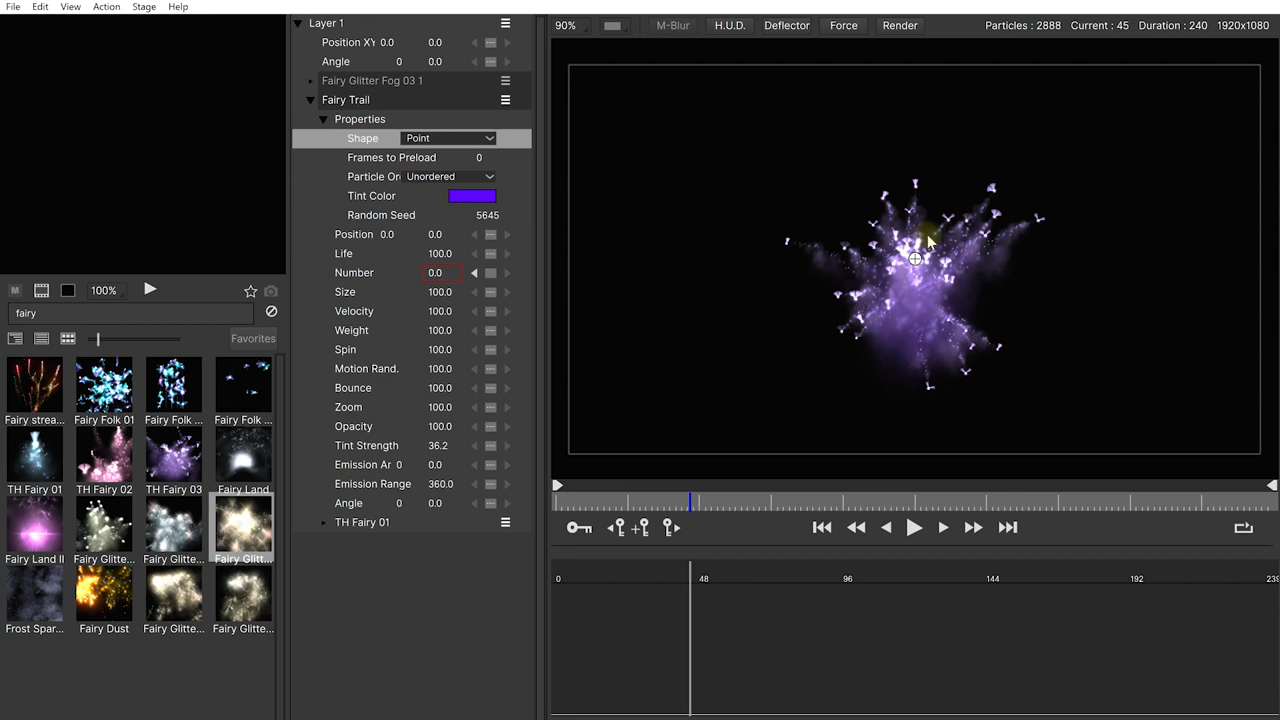 File Edit View Action Stage Help
Layer 1
Position XY 0.0 0.0
Angle 0 0.0
Fairy Glitter Fog 03 1
Fairy Trail
Properties
Shape Point
Frames to Preload 0
Particle Or Unordered
Tint Color
Random Seed 5645
Position 0.0 0.0
Life 100.0
Number 0.0
Size 100.0
Velocity 100.0
Weight 100.0
Spin 100.0
Motion Rand. 100.0
Bounce 100.0
Zoom 100.0
Opacity 100.0
Tint Strength 36.2
Emission Ar 0 0.0
Emission Range 360.0
Angle 0 0.0
TH Fairy 01
90% M-Blur H.U.D. Deflector Force Render Particles : 2888 Current : 45 Duration : 240 1920x1080
M 100%
fairy
Favorites
Fairy strea... Fairy Folk 01 Fairy Folk ... Fairy Folk ...
TH Fairy 01 TH Fairy 02 TH Fairy 03 Fairy Land
Fairy Land II Fairy Glitte... Fairy Glitte... Fairy Glitt...
Frost Spar... Fairy Dust Fairy Glitte... Fairy Glitte...
0 48 96 144 192 239